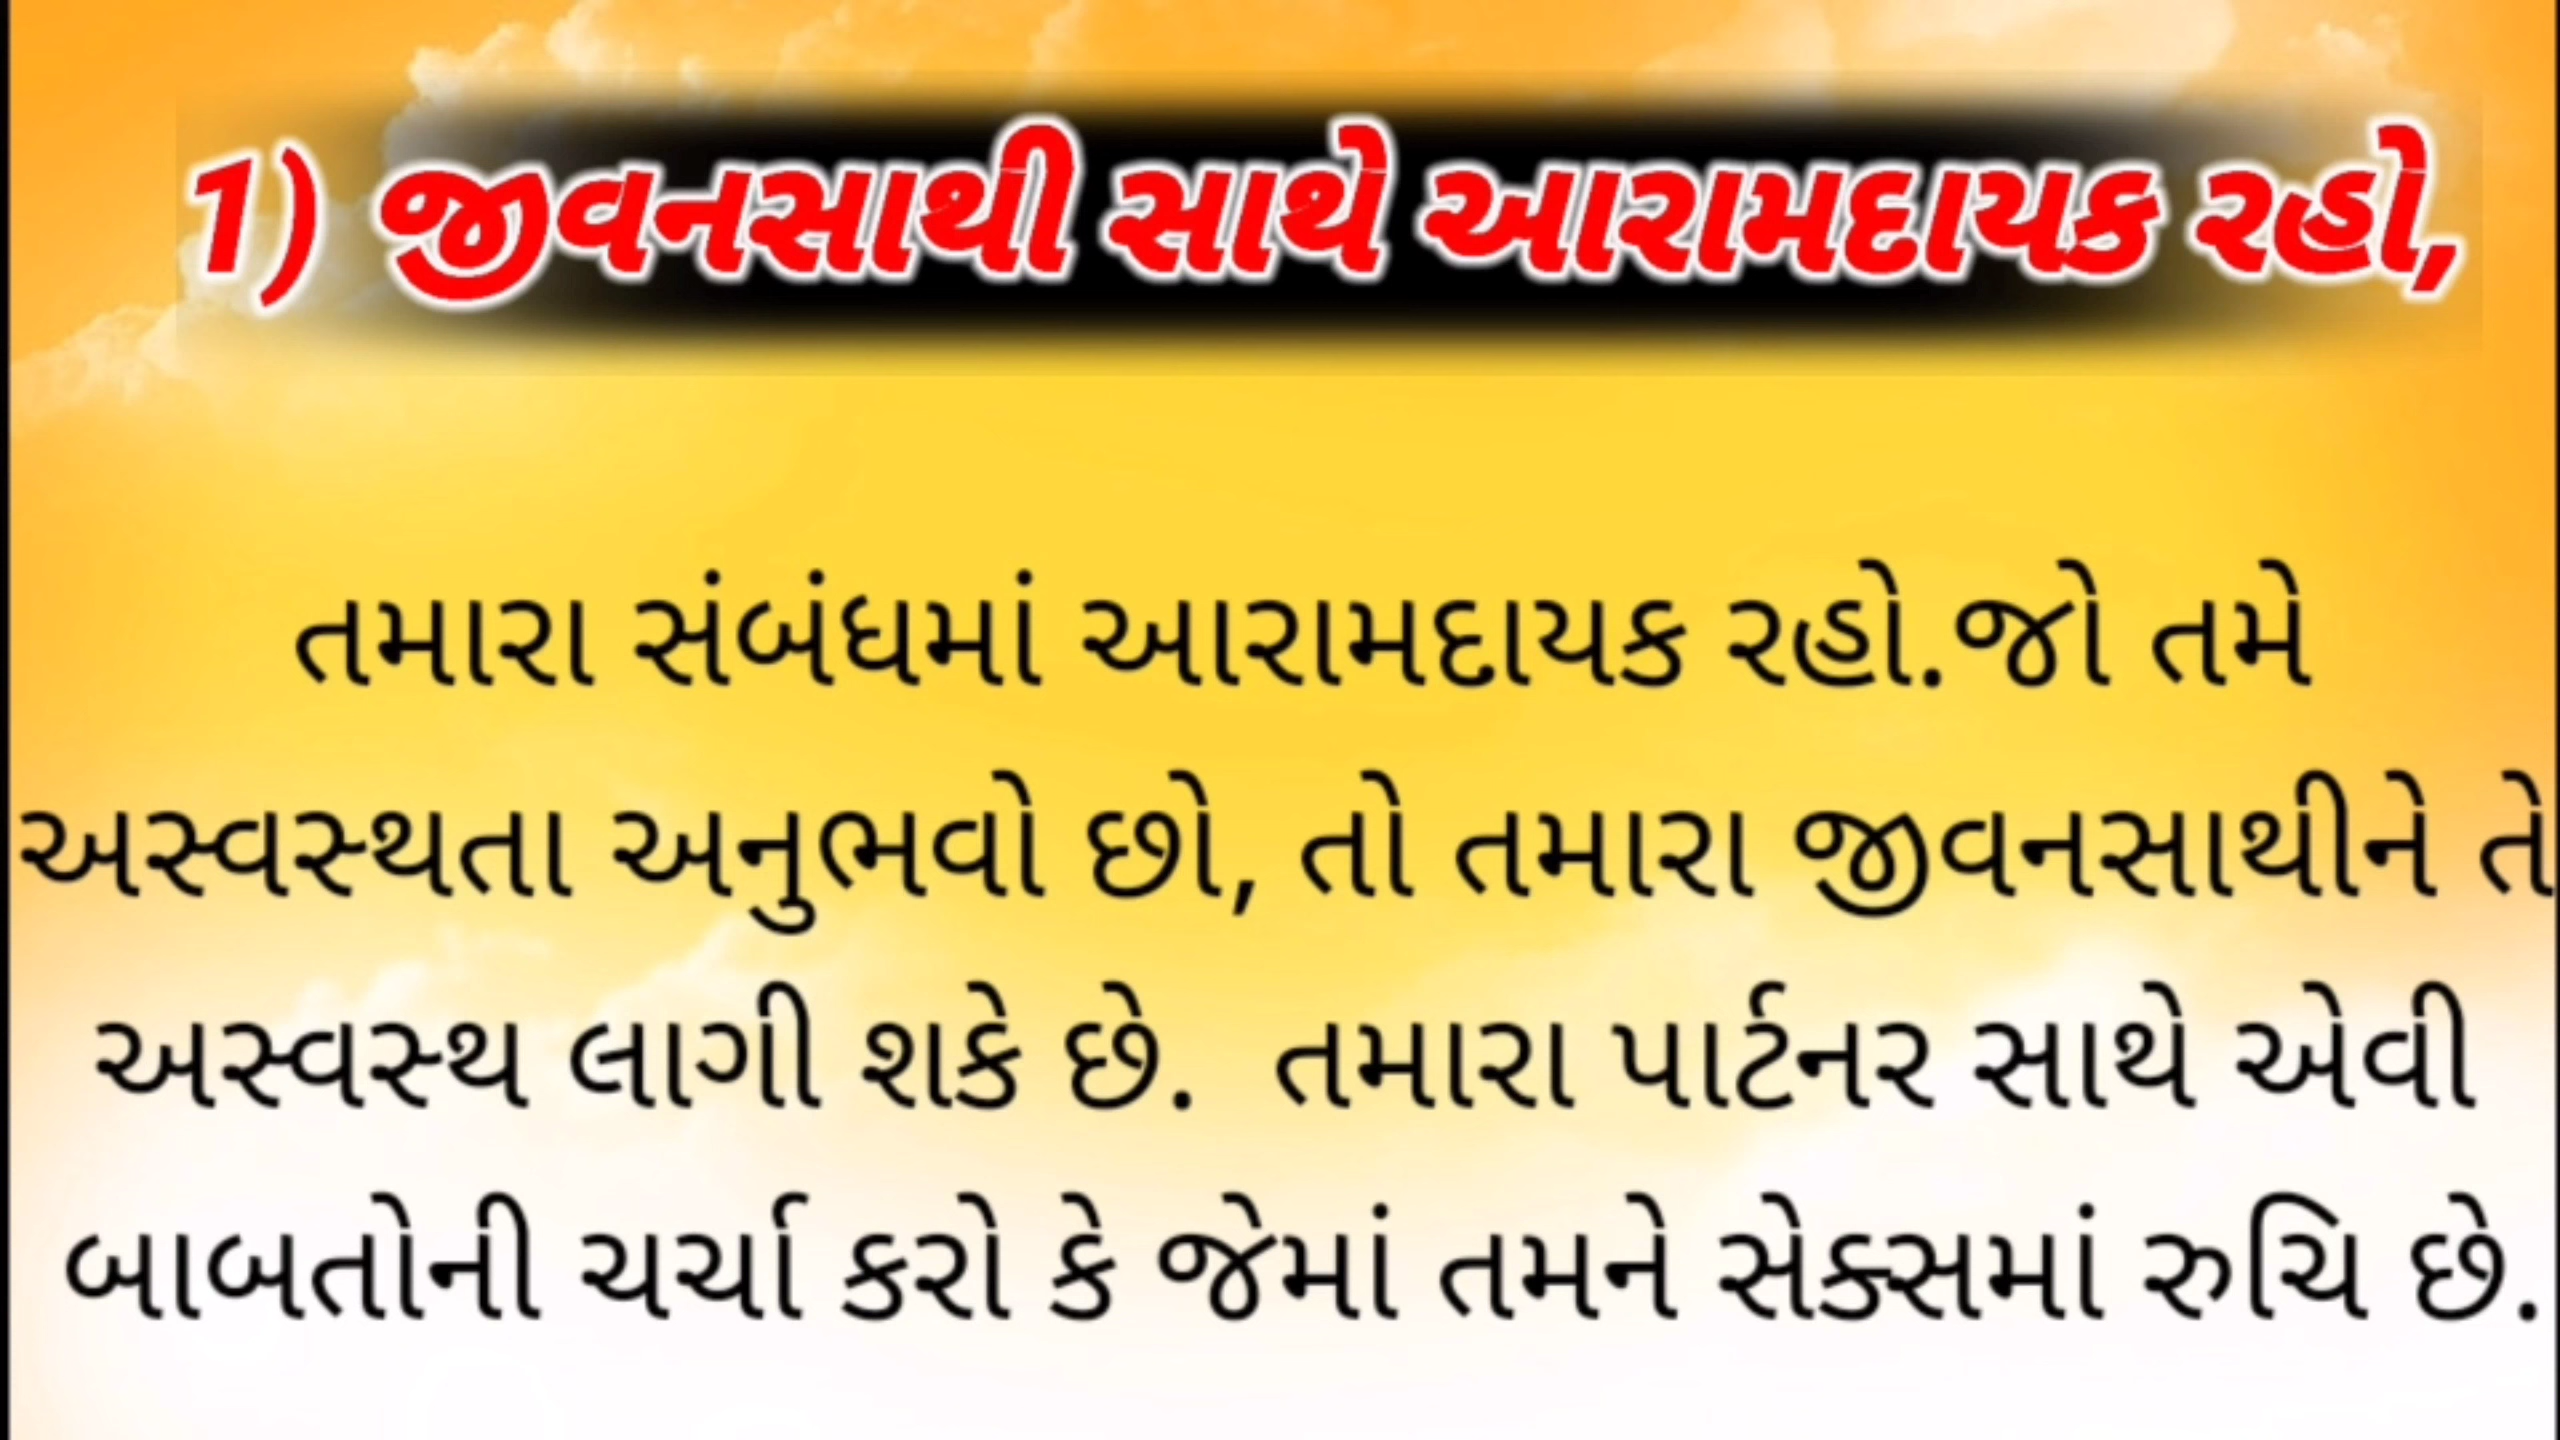 1) જીવનસાથી સાથે આરામદાયક રહો,
તમારા સંબંધમાં આરામદાયક રહો.જો તમે
અસ્વસ્થતા અનુભવો છો, તો તમારા જીવનસાથીને તે
અસ્વસ્થ લાગી શકે છે. તમારા પાર્ટનર સાથે એવી
બાબતોની ચર્ચા કરો કે જેમાં તમને સેક્સમાં રુચિ છે.